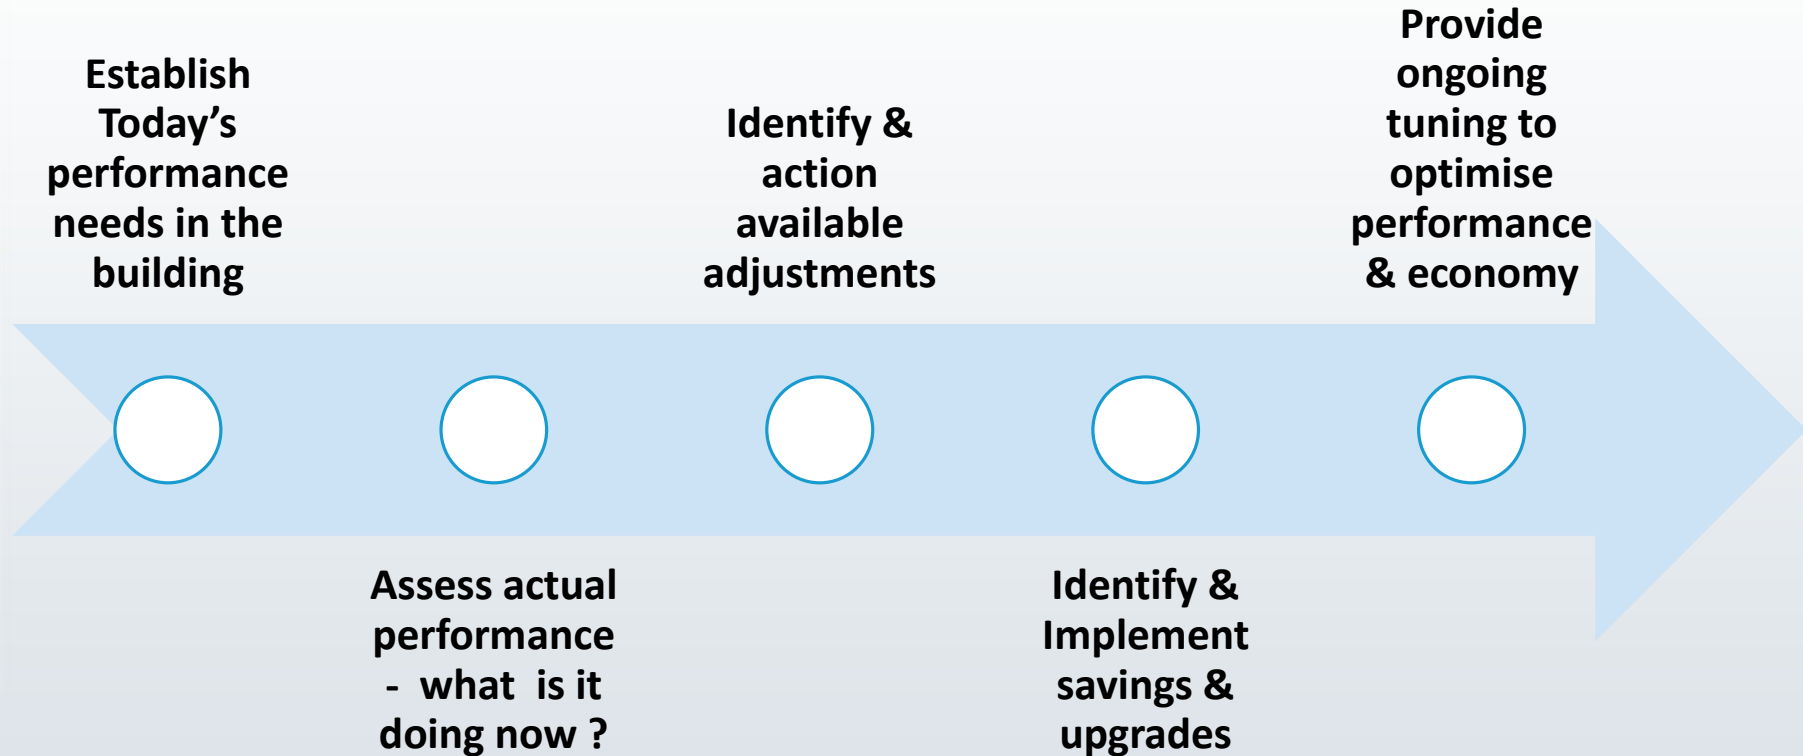 Establish
Today’s
performance
needs in the
building
Assess actual
performance
- what is it
doing now ?
Identify &
action
available
adjustments
Identify &
Implement
savings &
upgrades
Provide
ongoing
tuning to
optimise
performance
& economy